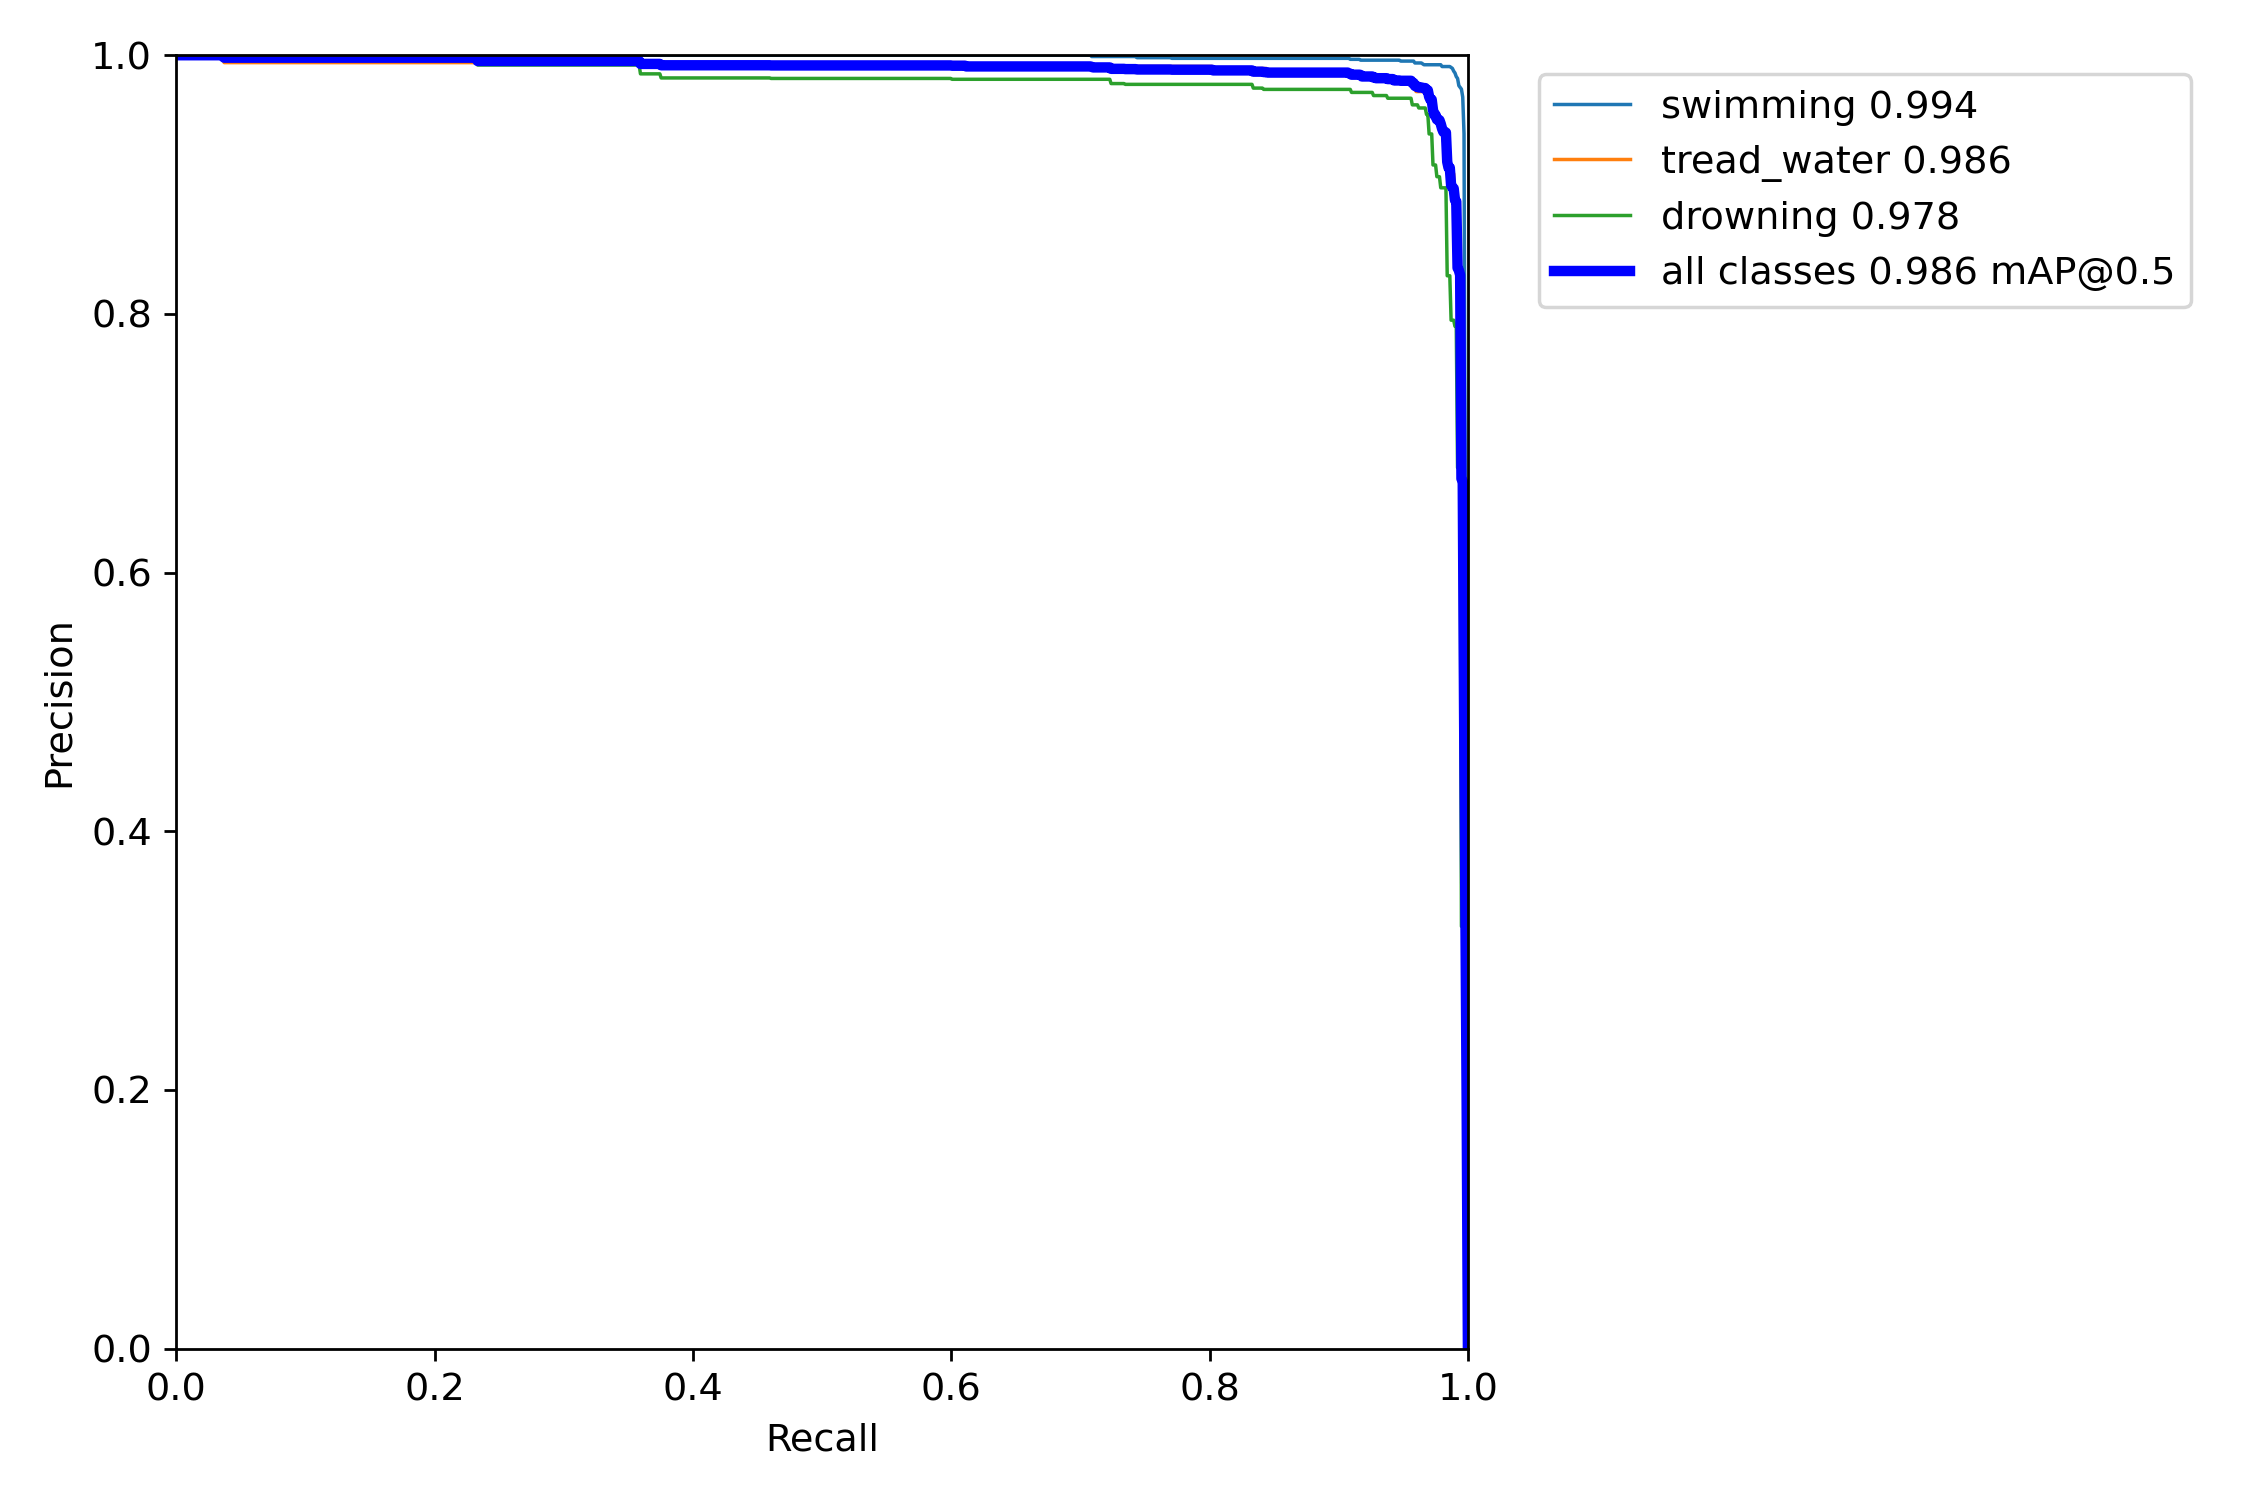 1.0
0.8
0.6
0.4
0.2
0.0
Precision
0.0 0.2 0.4 0.6 0.8 1.0
Recall
swimming 0.994
tread_water 0.986
drowning 0.978
all classes 0.986 mAP@0.5